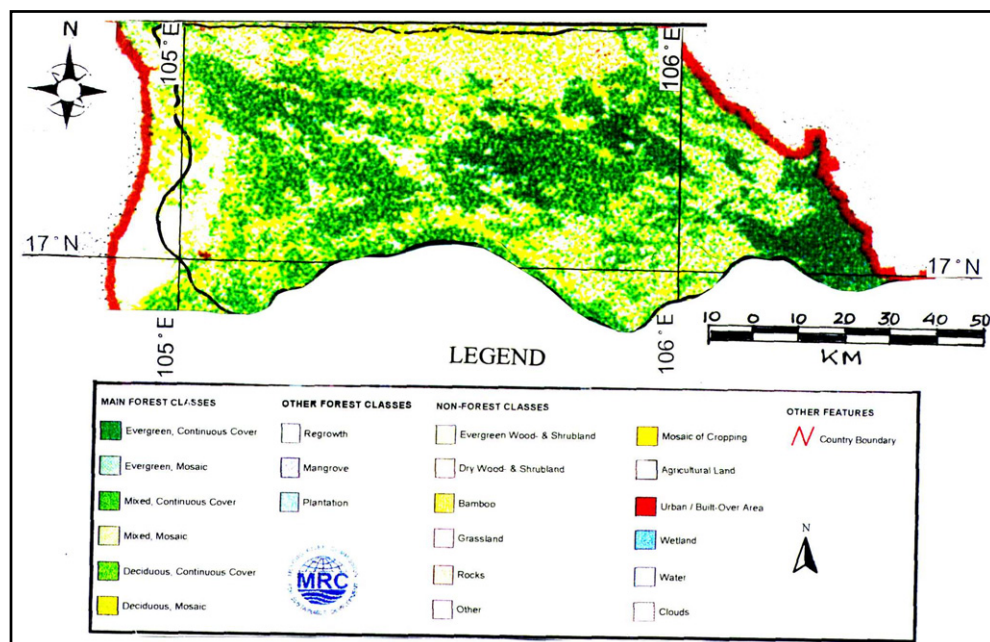 N
105°E
106°E
17°N
17°N
105°E
106°E
10 0 10 20 30 40 50
KM
LEGEND
MAIN FOREST CLASSES
Evergreen, Continuous Cover
Evergreen, Mosaic
Mixed, Continuous Cover
Mixed, Mosaic
Deciduous, Continuous Cover
Deciduous, Mosaic
OTHER FOREST CLASSES
Regrowth
Mangrove
Plantation
MRC
NON-FOREST CLASSES
Evergreen Wood- & Shrubland
Dry Wood- & Shrubland
Bamboo
Grassland
Rocks
Other
Mosaic of Cropping
Agricultural Land
Urban / Built-Over Area
Wetland
Water
Clouds
OTHER FEATURES
Country Boundary
N